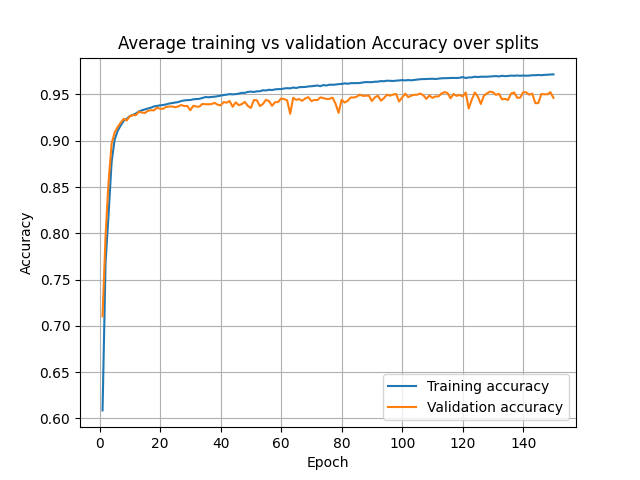 Average training vs validation Accuracy over splits
Accuracy
0.95
0.90
0.85
0.80
0.75
0.70
0.65
0.60
0 20 40 60 80 100 120 140
Epoch
Training accuracy
Validation accuracy